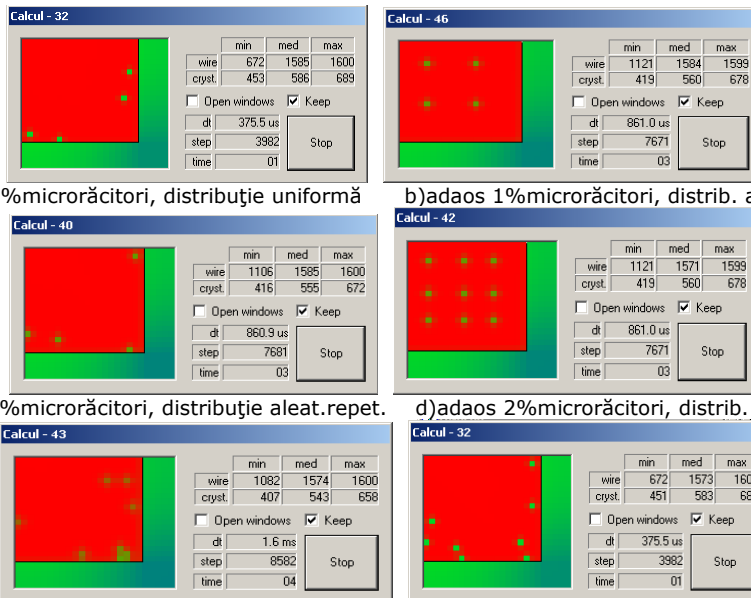 Calcul - 32
min med max
wire 672 1585 1600
cryst. 453 586 689
Open windows Keep
dt 375.5 us
step 3982
time 01
Stop
Calcul - 46
min med max
wire 1121 1584 1599
cryst. 419 560 678
Open windows Keep
dt 861.0 us
step 7671
time 03
Stop
%microrăcitori, distribuţie uniformă
b)adaos 1%microrăcitori, distrib. a
Calcul - 40
min med max
wire 1106 1585 1600
cryst. 416 555 672
Open windows Keep
dt 860.9 us
step 7681
time 03
Stop
Calcul - 42
min med max
wire 1121 1571 1599
cryst. 419 560 678
Open windows Keep
dt 861.0 us
step 7671
time 03
Stop
%microrăcitori, distribuţie aleat.repet.
d)adaos 2%microrăcitori, distrib.
Calcul - 43
min med max
wire 1082 1574 1600
cryst. 407 543 658
Open windows Keep
dt 1.6 ms
step 8582
time 04
Stop
Calcul - 32
min med max
wire 672 1573
cryst. 451 583
Open windows Keep
dt 375.5 us
step 3982
time 01
Stop